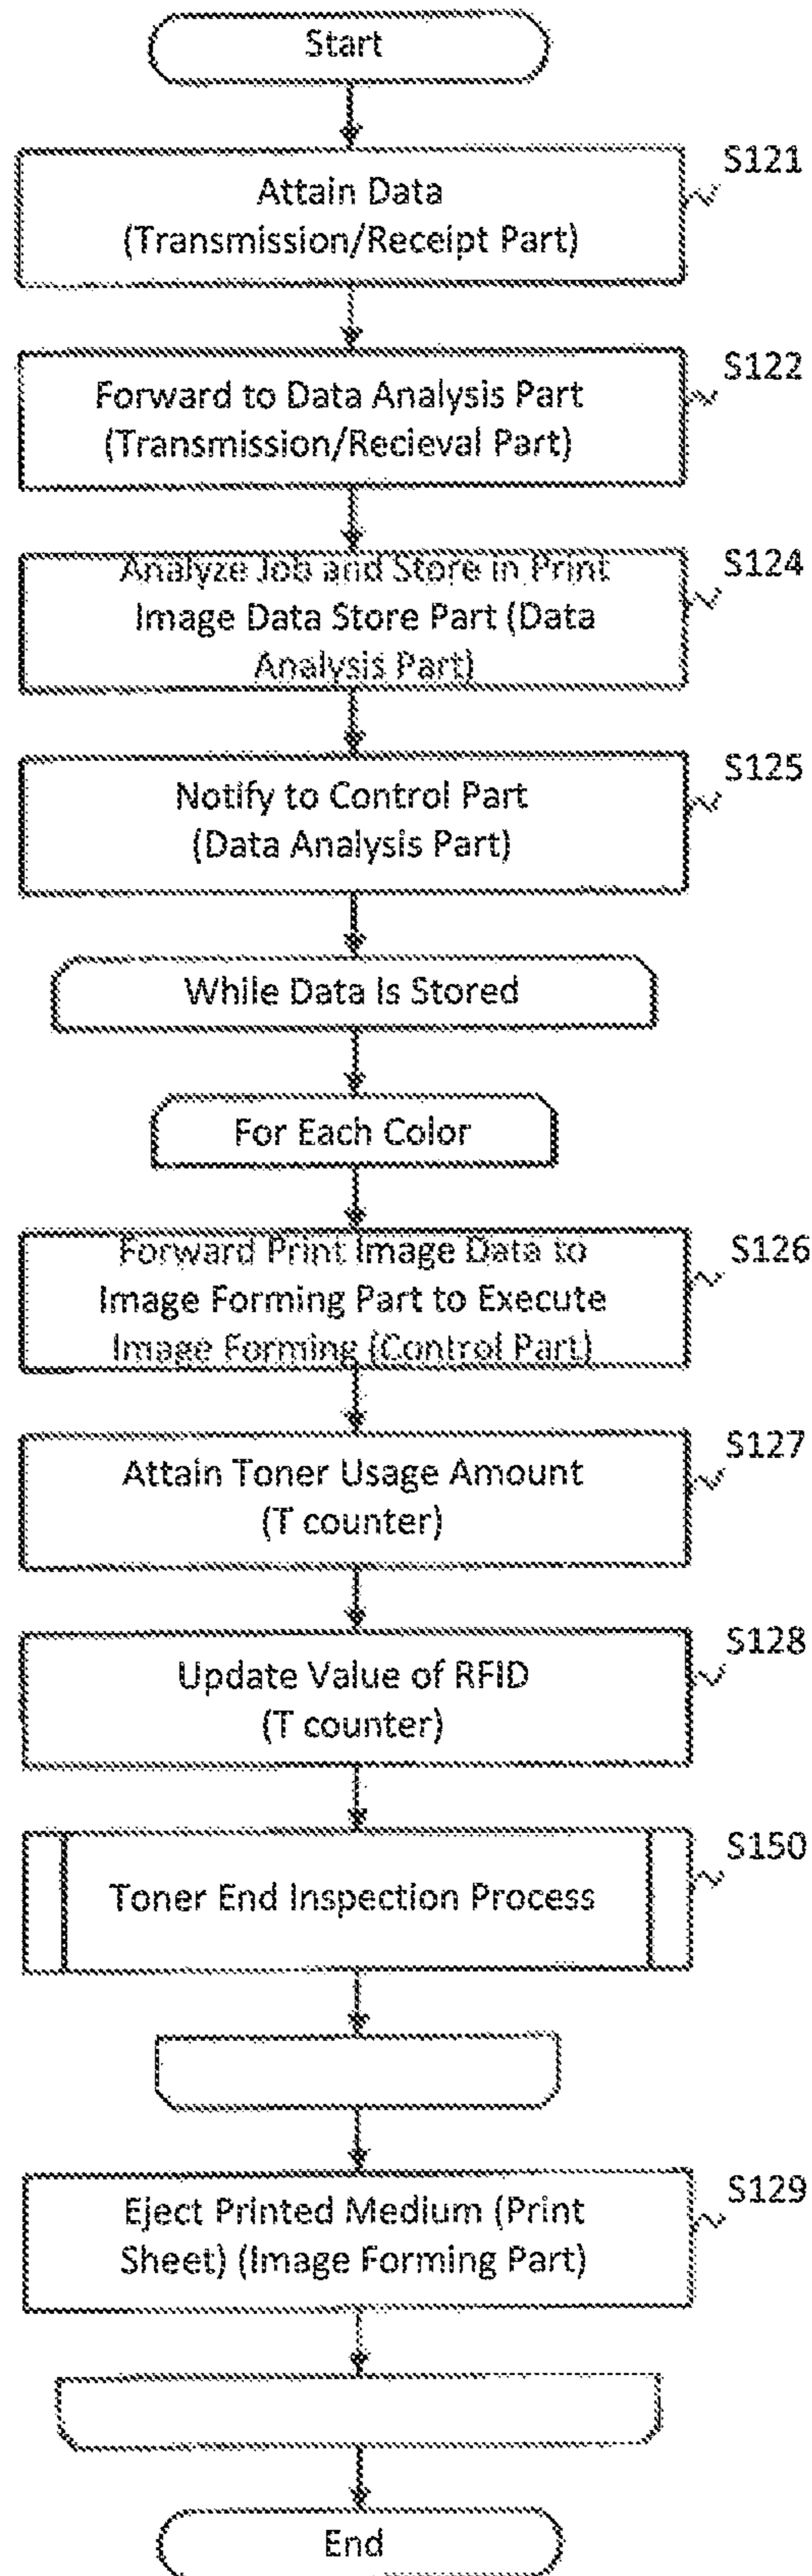 Start
S121
Attain Data
(Transmission/Receipt Part)
S122
Forward to Data Analysis Part
(Transmission/Recieval Part)
S124
Analyze Job and Store in Print
Image Data Store Part (Data
Analysis Part)
S125
Notify to Control Part
(Data Analysis Part)
While Data Is Stored
For Each Color
S126
Forward Print Image Data to
Image Forming Part to Execute
Image Forming (Control Part)
S127
Attain Toner Usage Amount
(T counter)
S128
Update Value of RFID
(T counter)
S150
Toner End Inspection Process
S129
Eject Printed Medium (Print
Sheet) (Image Forming Part)
End